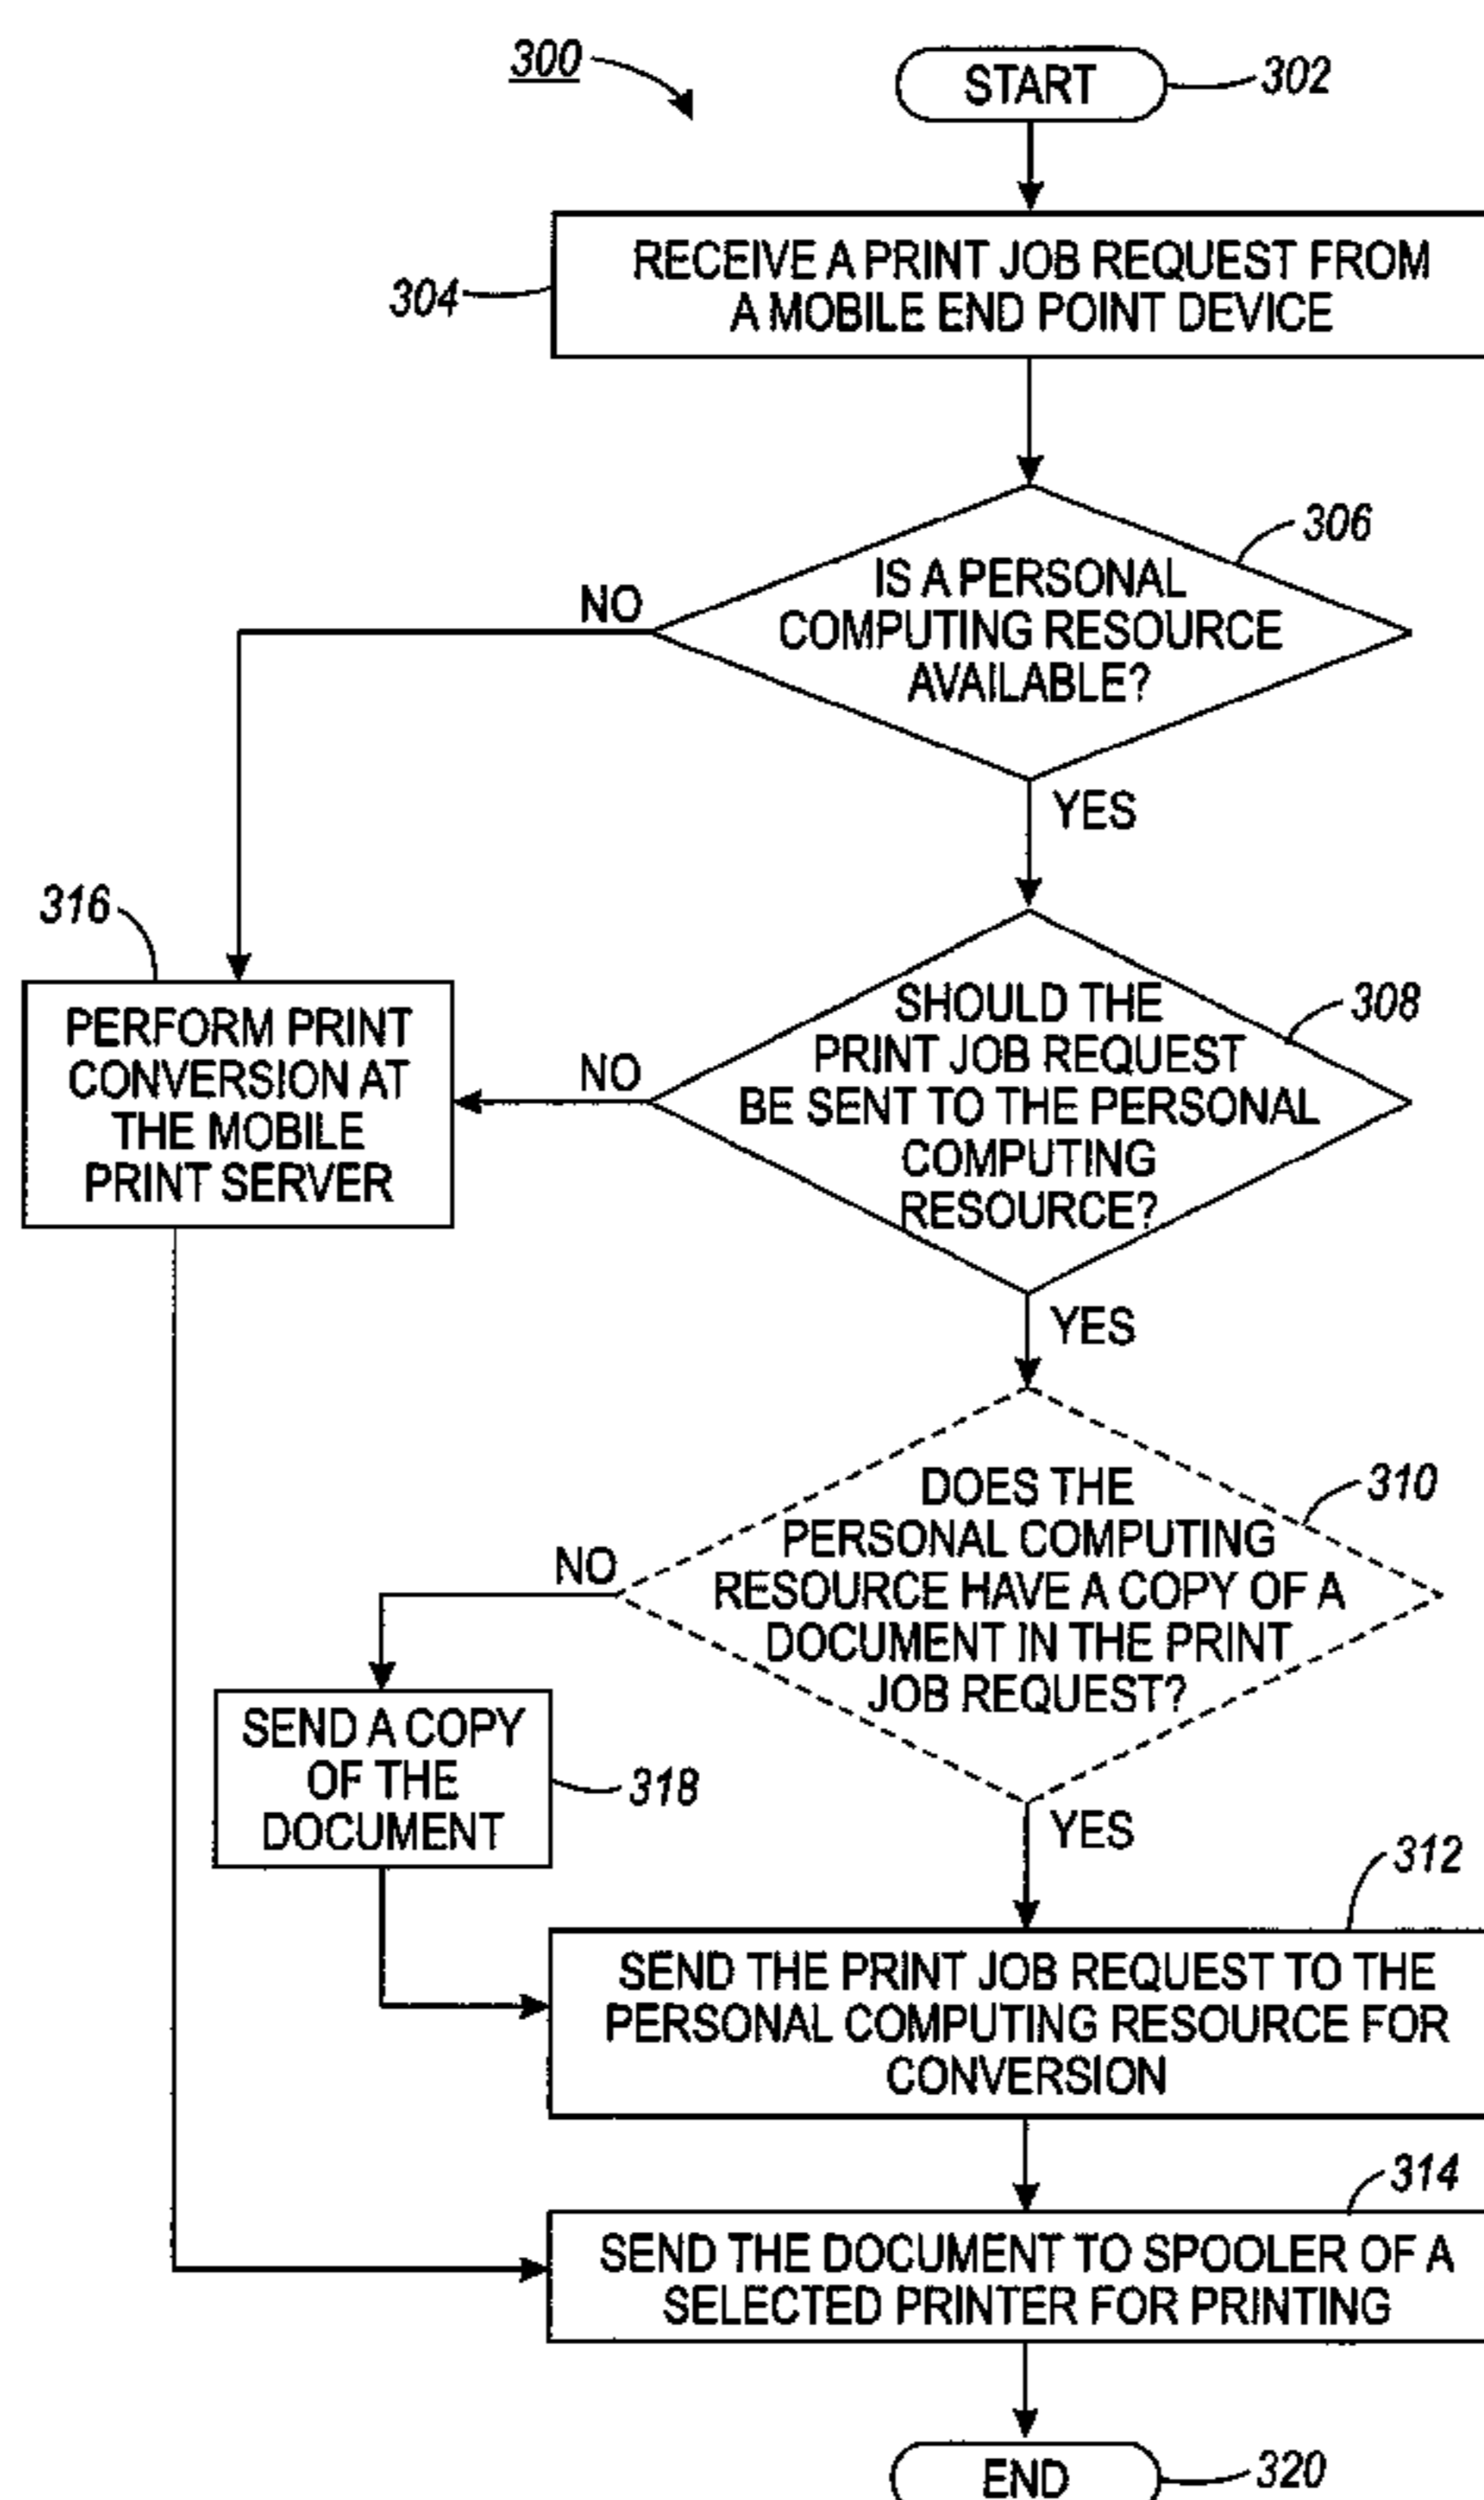 300
START
302
RECEIVE A PRINT JOB REQUEST FROM
A MOBILE END POINT DEVICE
304
306
IS A PERSONAL
COMPUTING RESOURCE
AVAILABLE?
NO
YES
316
PERFORM PRINT
CONVERSION AT
THE MOBILE
PRINT SERVER
308
SHOULD THE
PRINT JOB REQUEST
BE SENT TO THE PERSONAL
COMPUTING
RESOURCE?
NO
YES
310
DOES THE
PERSONAL COMPUTING
RESOURCE HAVE A COPY OF A
DOCUMENT IN THE PRINT
JOB REQUEST?
NO
YES
SEND A COPY
OF THE
DOCUMENT
318
312
SEND THE PRINT JOB REQUEST TO THE
PERSONAL COMPUTING RESOURCE FOR
CONVERSION
314
SEND THE DOCUMENT TO SPOOLER OF A
SELECTED PRINTER FOR PRINTING
END
320